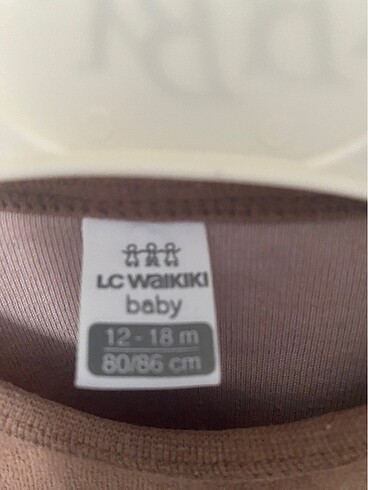 LC WAIKIKI
baby
12 - 18 m
80/86 cm